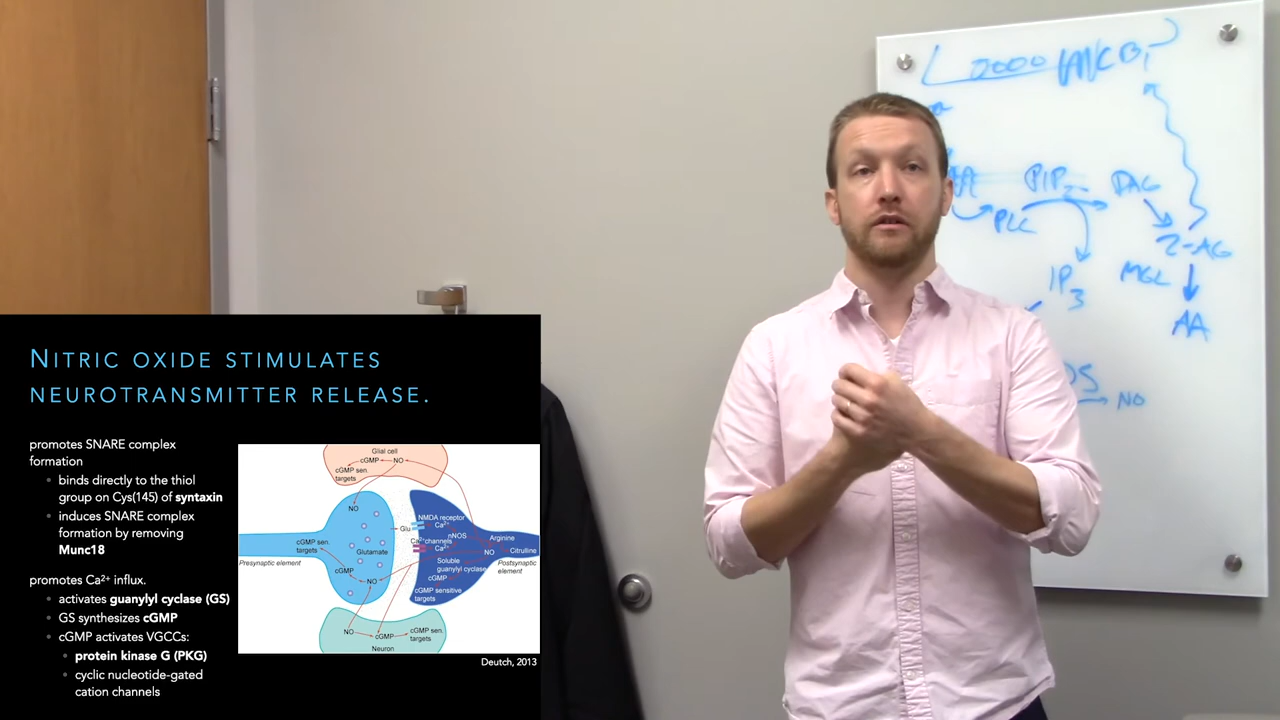 NITRIC OXIDE STIMULATES
NEUROTRANSMITTER RELEASE.
promotes SNARE complex
formation
binds directly to the thiol
group on Cys(145) of syntaxin
induces SNARE complex
formation by removing
Munc18
promotes Ca²⁺ influx.
activates guanylyl cyclase (GS)
GS synthesizes cGMP
cGMP activates VGCCs:
protein kinase G (PKG)
cyclic nucleotide-gated
cation channels
Glial cell
cGMP NO
cGMP sen.
targets
NO
Glu
NMDA receptor
Ca²⁺
nNOS
Arginine
Ca²⁺channels
Ca²⁺
NO
Citrulline
cGMP sen.
targets
Glutamate
Presynaptic element
Postsynaptic
element
Soluble
guanylyl cyclase
cGMP
cGMP
NO
cGMP sensitive
targets
NO
cGMP
cGMP sen.
targets
Neuron
Deutch, 2013
2000
CB₁
PIP₂
DAG
PLC
2-AG
IP₃
MGL
AA
NO